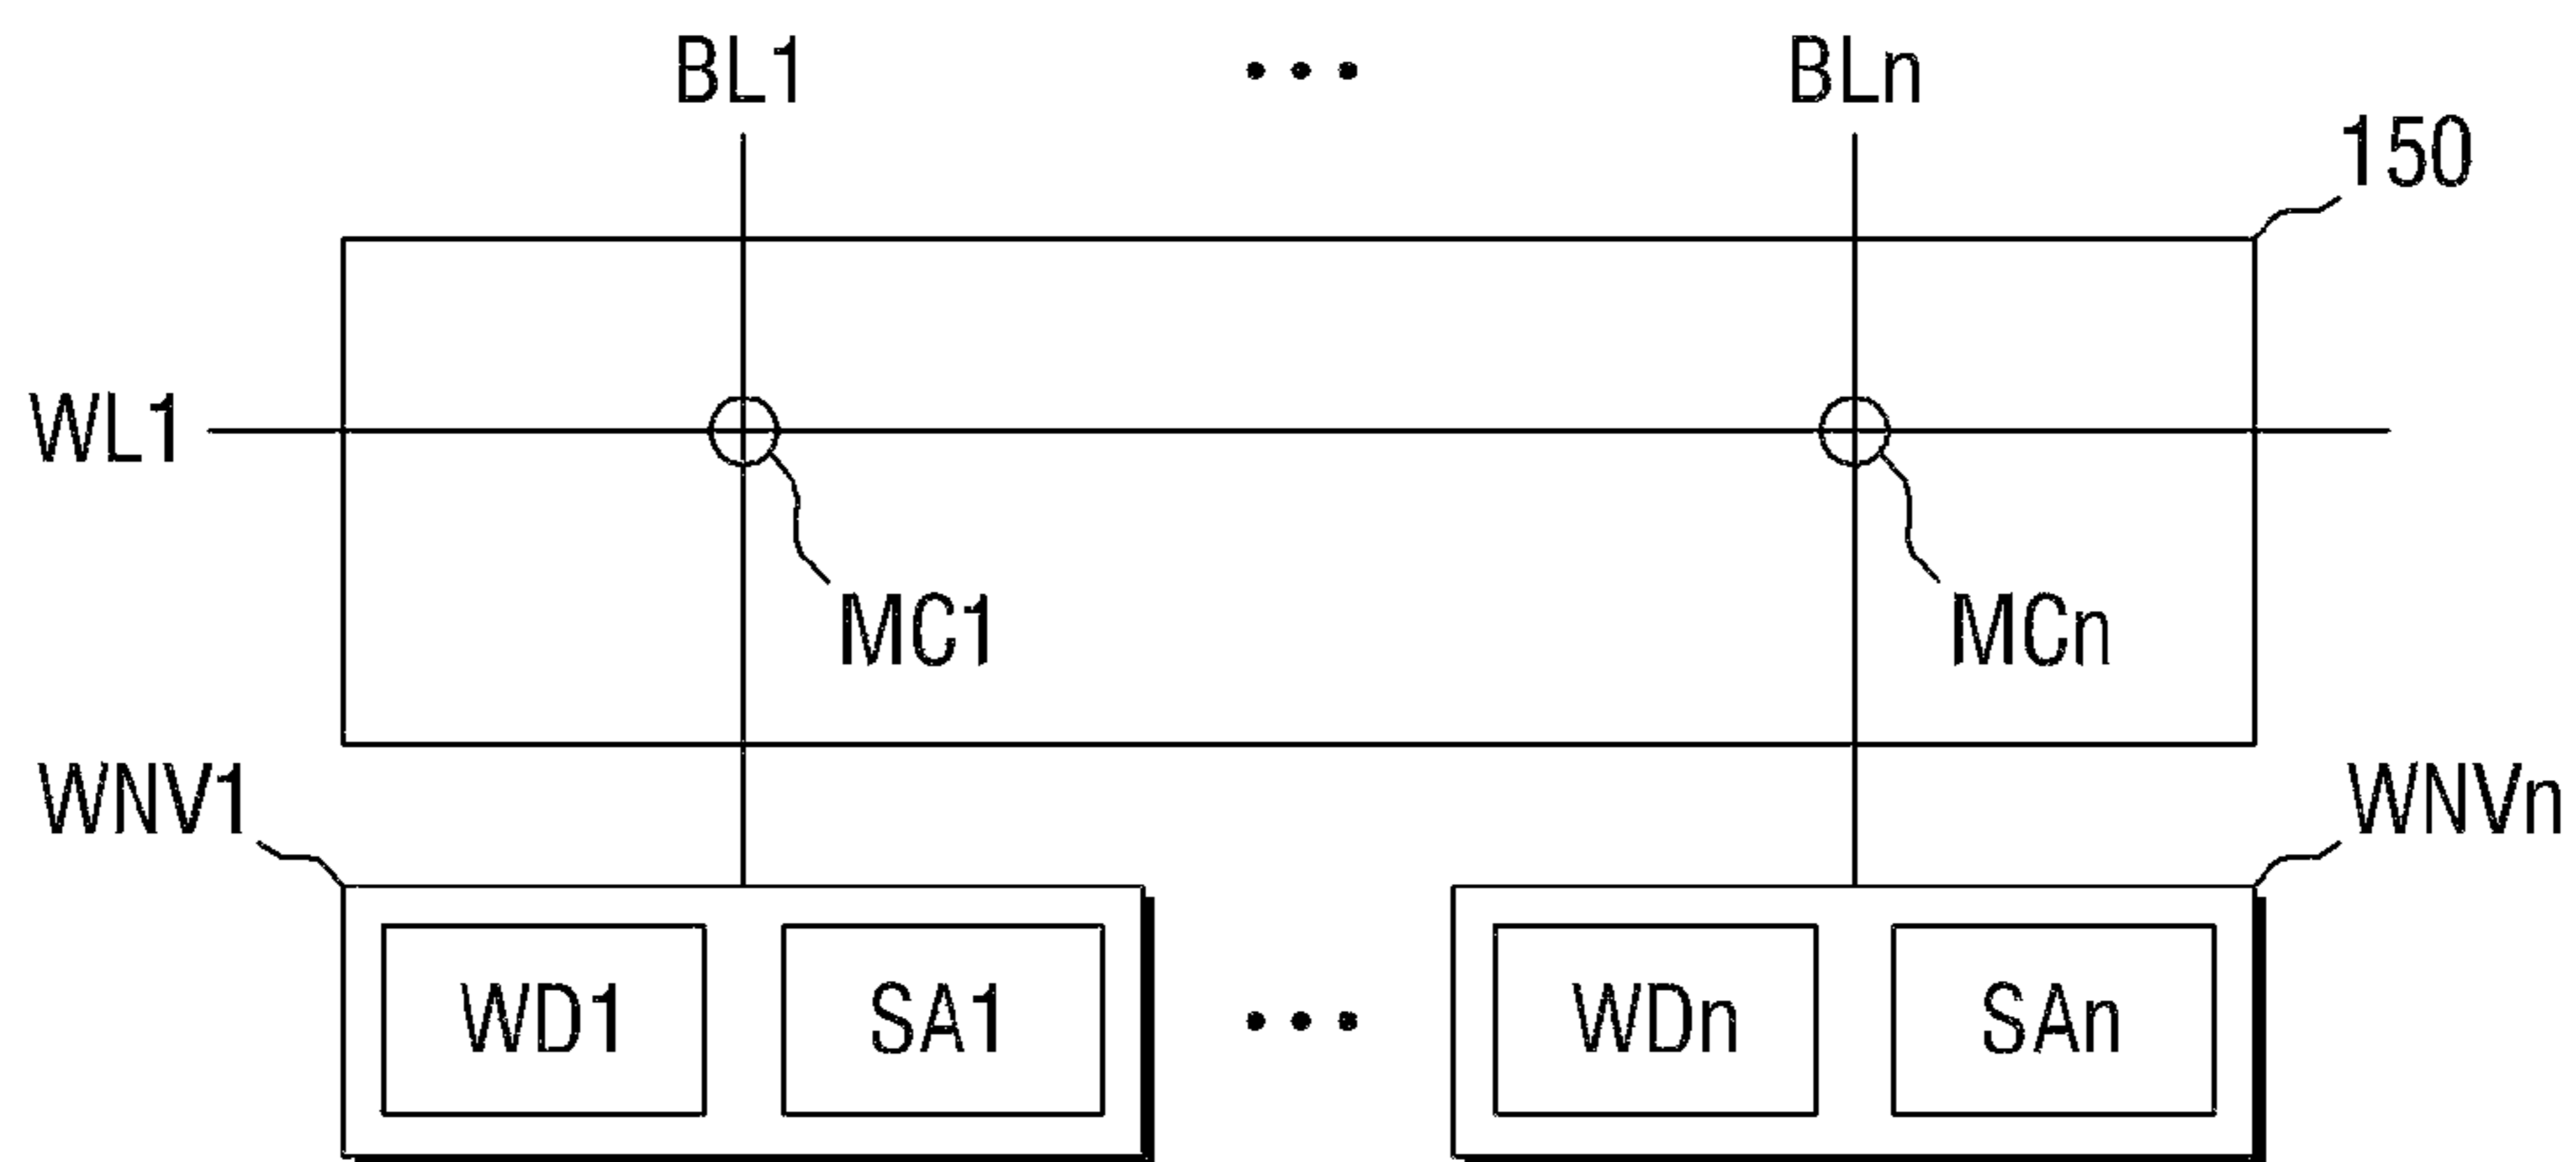 BL1 ••• BLn
150
WL1
MC1 MCn
WNV1 WNVn
WD1 SA1 ••• WDn SAn